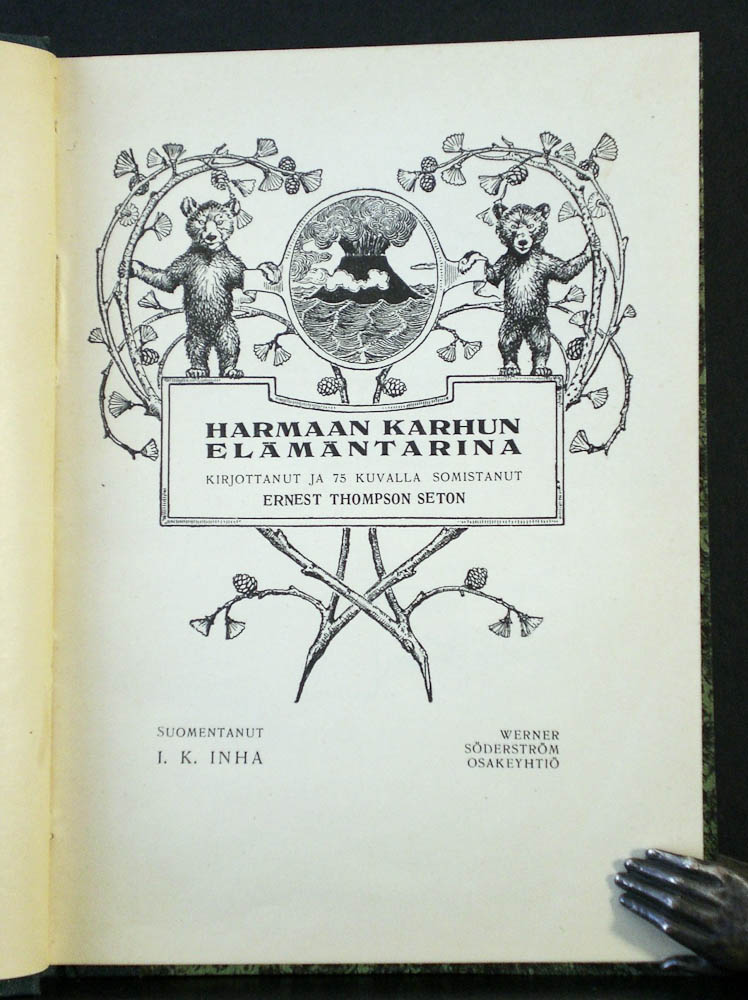 HARMAAN KARHUN
ELÄMÄNTARINA
KIRJOTTANUT JA 75 KUVALLA SOMISTANUT
ERNEST THOMPSON SETON
SUOMENTANUT
I. K. INHA
WERNER
SÖDERSTRÖM
OSAKEYHTIÖ